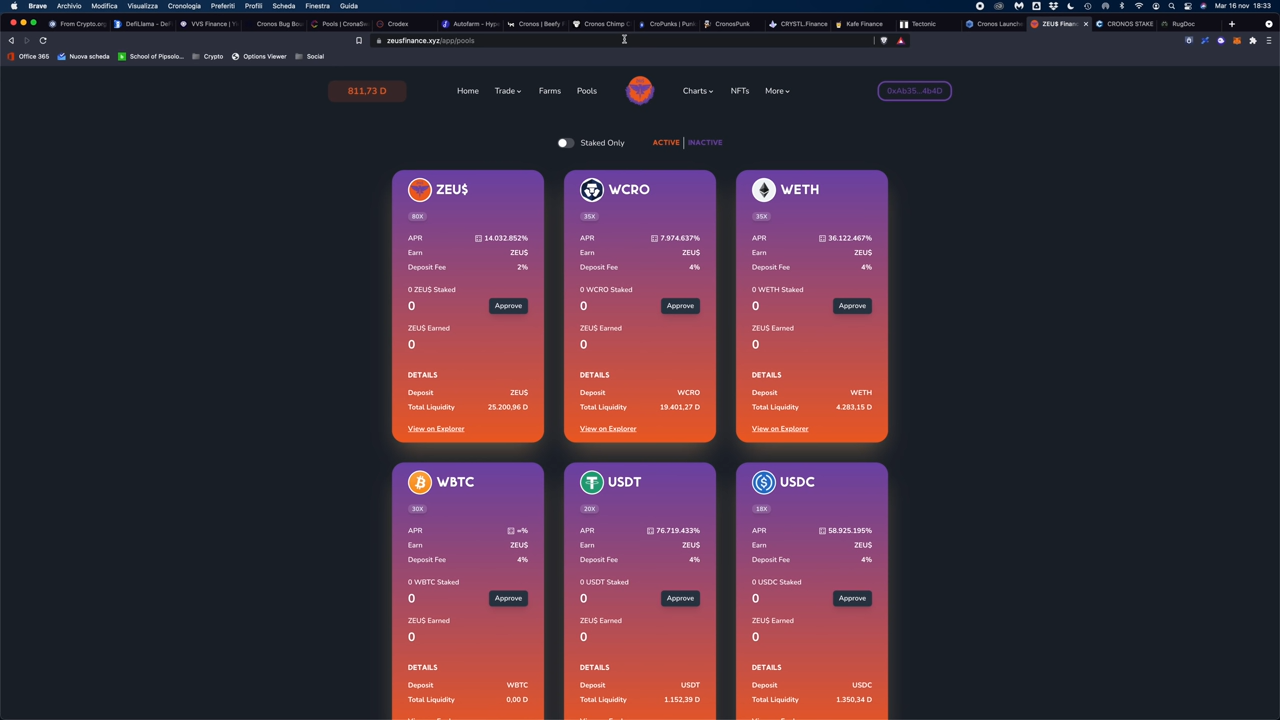 Brave Archivio Modifica Visualizza Cronologia Preferiti Profili Scheda Finestra Guida Mar 16 nov 18:33
From Crypto.org DefiLlama - DeF VVS Finance | Cronos Bug Bou Pools | CronaSw Crodex Autofarm - Hype Cronos | Beefy F Cronos Chimp C CroPunks | Punk CronosPunk CRYSTL.Finance Kafe Finance Tectonic Cronos Launche ZEU$ Financ CRONOS STAKE RugDoc
zeusfinance.xyz/app/pools
Office 365 Nuova scheda School of Pipsolo... Crypto Options Viewer Social
811,73 D Home Trade Farms Pools Charts NFTs More 0xAb35...4b4D
Staked Only ACTIVE | INACTIVE
ZEU$ WCRO WETH
80X 35X 35X
APR 14.032.852% APR 7.974.637% APR 36.122.467%
Earn ZEU$ Earn ZEU$ Earn ZEU$
Deposit Fee 2% Deposit Fee 4% Deposit Fee 4%
0 ZEU$ Staked 0 WCRO Staked 0 WETH Staked
0 Approve 0 Approve 0 Approve
ZEU$ Earned ZEU$ Earned ZEU$ Earned
0 0 0
DETAILS DETAILS DETAILS
Deposit ZEU$ Deposit WCRO Deposit WETH
Total Liquidity 25.200,96 D Total Liquidity 19.401,27 D Total Liquidity 4.283,15 D
View on Explorer View on Explorer View on Explorer
WBTC USDT USDC
30X 20X 18X
APR ∞% APR 76.719.433% APR 58.925.195%
Earn ZEU$ Earn ZEU$ Earn ZEU$
Deposit Fee 4% Deposit Fee 4% Deposit Fee 4%
0 WBTC Staked 0 USDT Staked 0 USDC Staked
0 Approve 0 Approve 0 Approve
ZEU$ Earned ZEU$ Earned ZEU$ Earned
0 0 0
DETAILS DETAILS DETAILS
Deposit WBTC Deposit USDT Deposit USDC
Total Liquidity 0,00 D Total Liquidity 1.152,39 D Total Liquidity 1.350,34 D